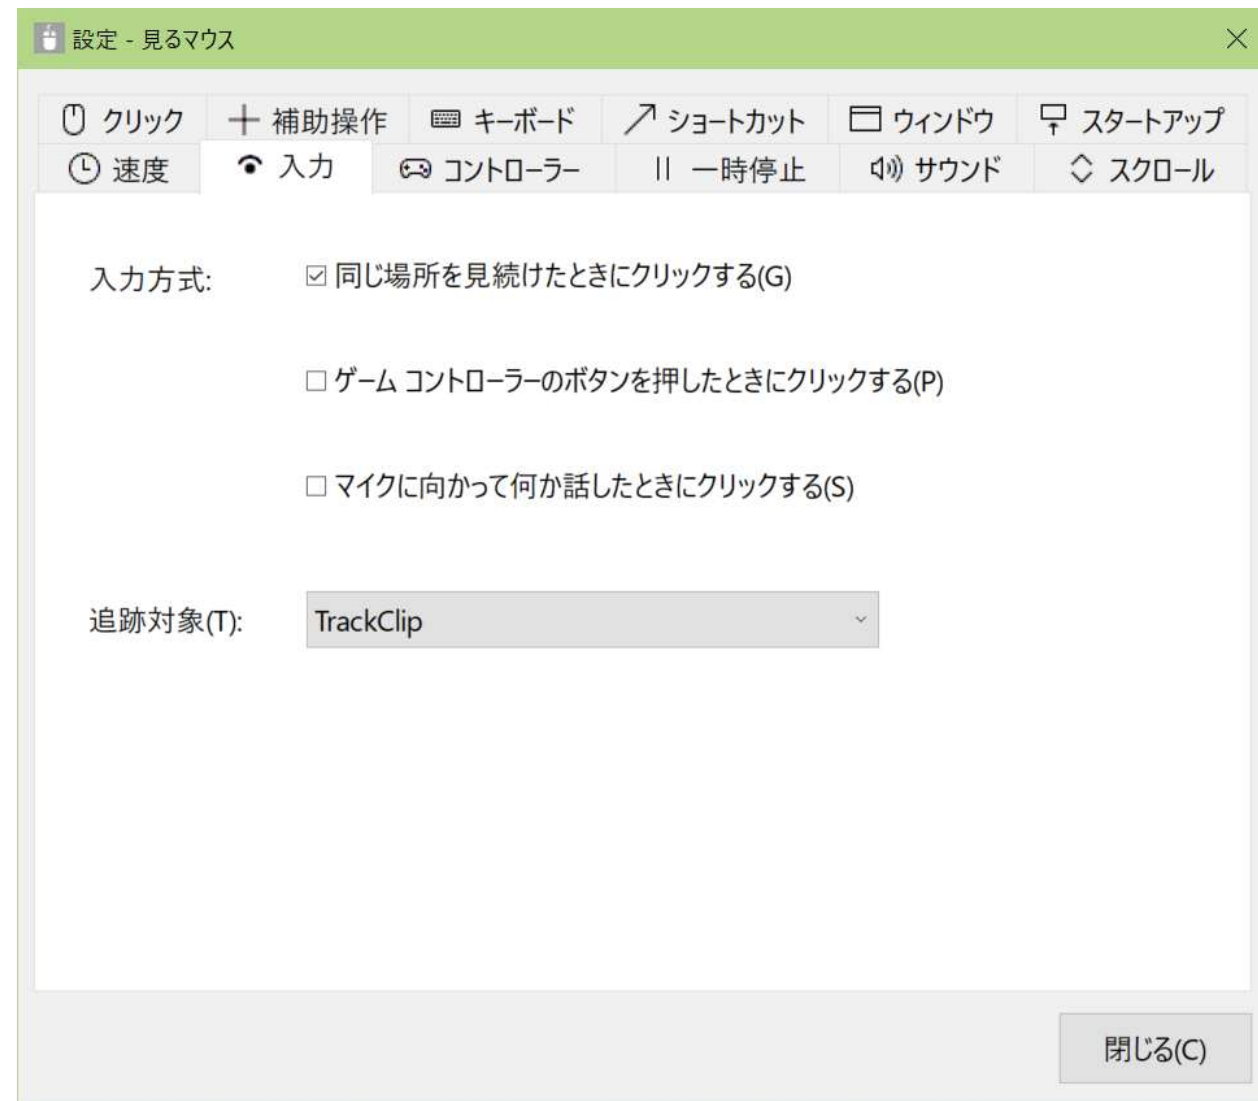 設定 - 見るマウス
クリック 補助操作 キーボード ショートカット ウィンドウ スタートアップ
速度 入力 コントローラー 一時停止 サウンド スクロール
入力方式: 同じ場所を見続けたときにクリックする(G)
ゲーム コントローラーのボタンを押したときにクリックする(P)
マイクに向かって何か話したときにクリックする(S)
追跡対象(T): TrackClip
閉じる(C)